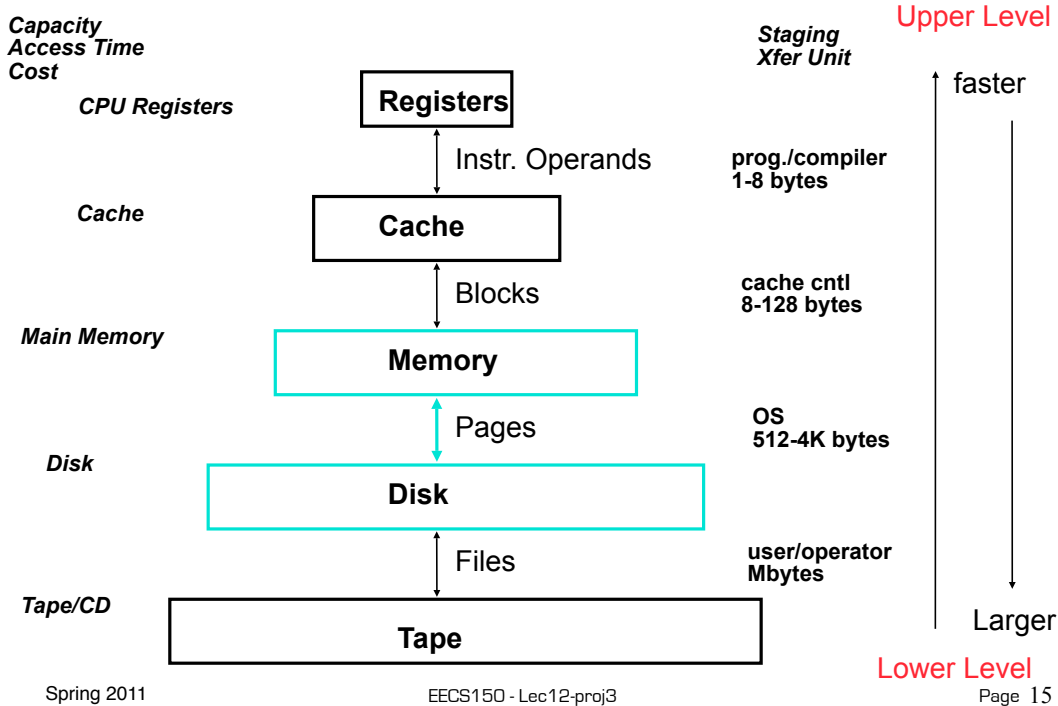 Upper Level
Capacity
Access Time
Cost
Staging
Xfer Unit
faster
CPU Registers
Registers
Instr. Operands
prog./compiler
1-8 bytes
Cache
Cache
Blocks
cache cntl
8-128 bytes
Main Memory
Memory
Pages
OS
512-4K bytes
Disk
Disk
Files
user/operator
Mbytes
Tape/CD
Tape
Larger
Lower Level
Spring 2011
EECS150 - Lec12-proj3
Page 15